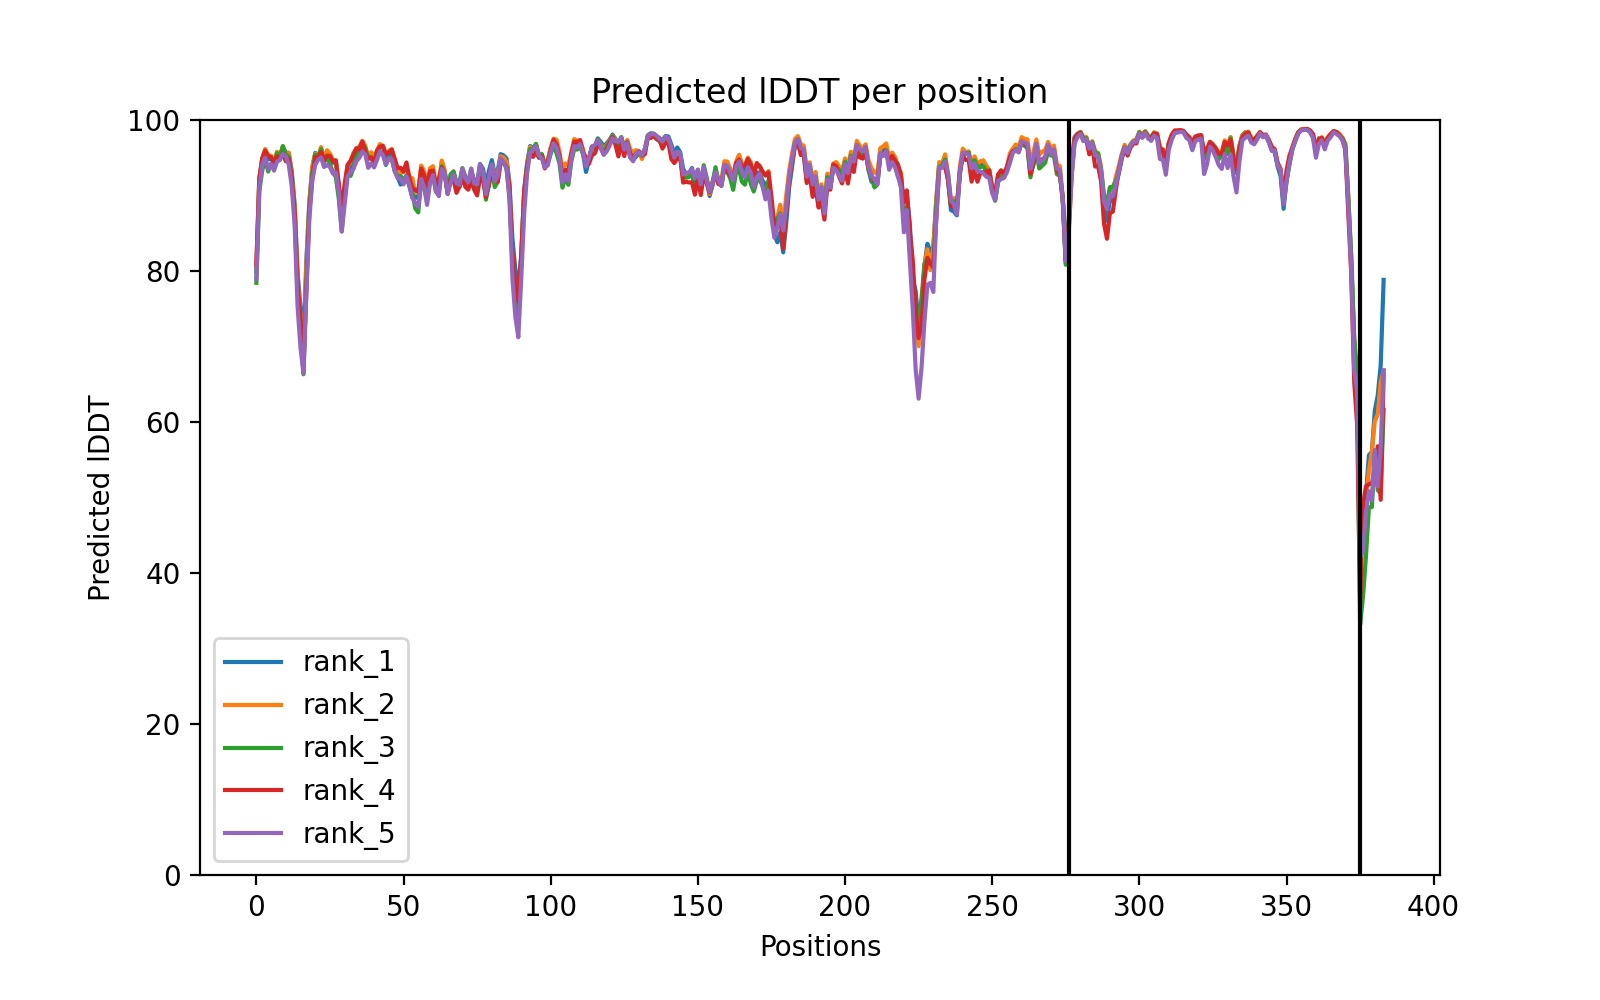 Predicted lDDT per position
Predicted lDDT
100
80
60
40
20
0
rank_1
rank_2
rank_3
rank_4
rank_5
0 50 100 150 200 250 300 350 400
Positions